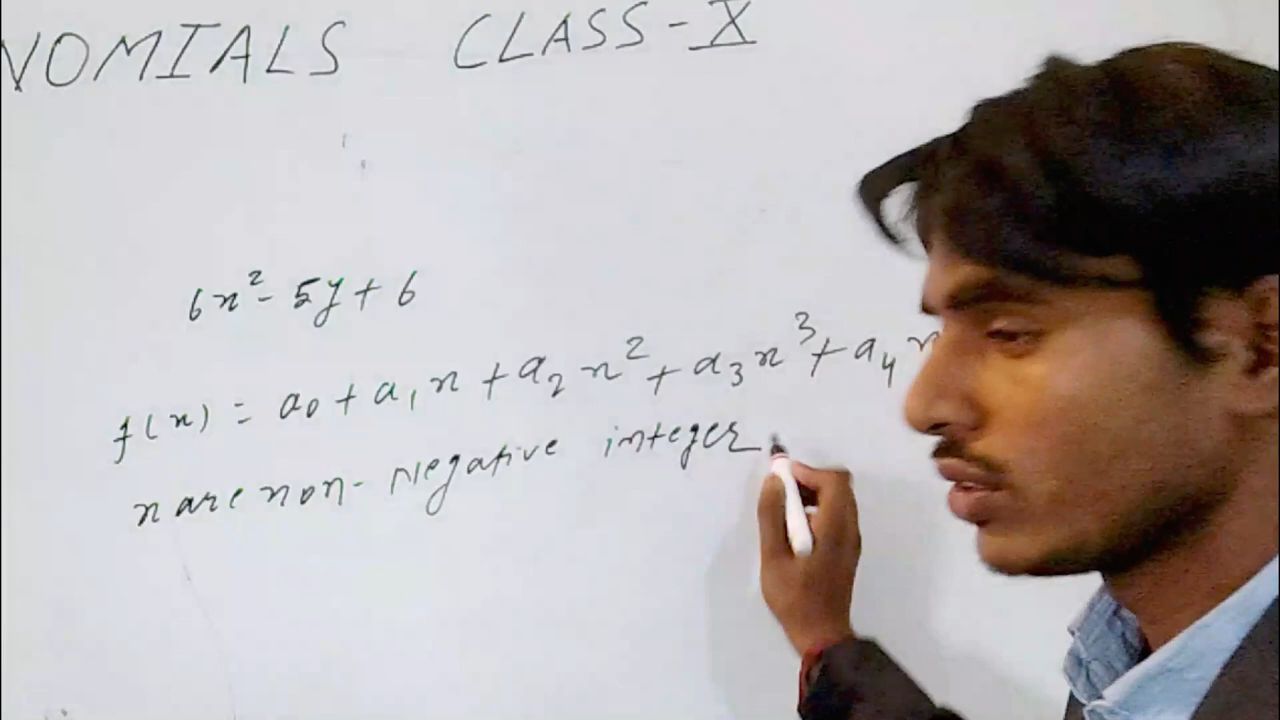 NOMIALS CLASS-X
6x²- 5y + 6
f(x) = a₀ + a₁x + a₂x² + a₃x³ + a₄x
n are non-Negative integer